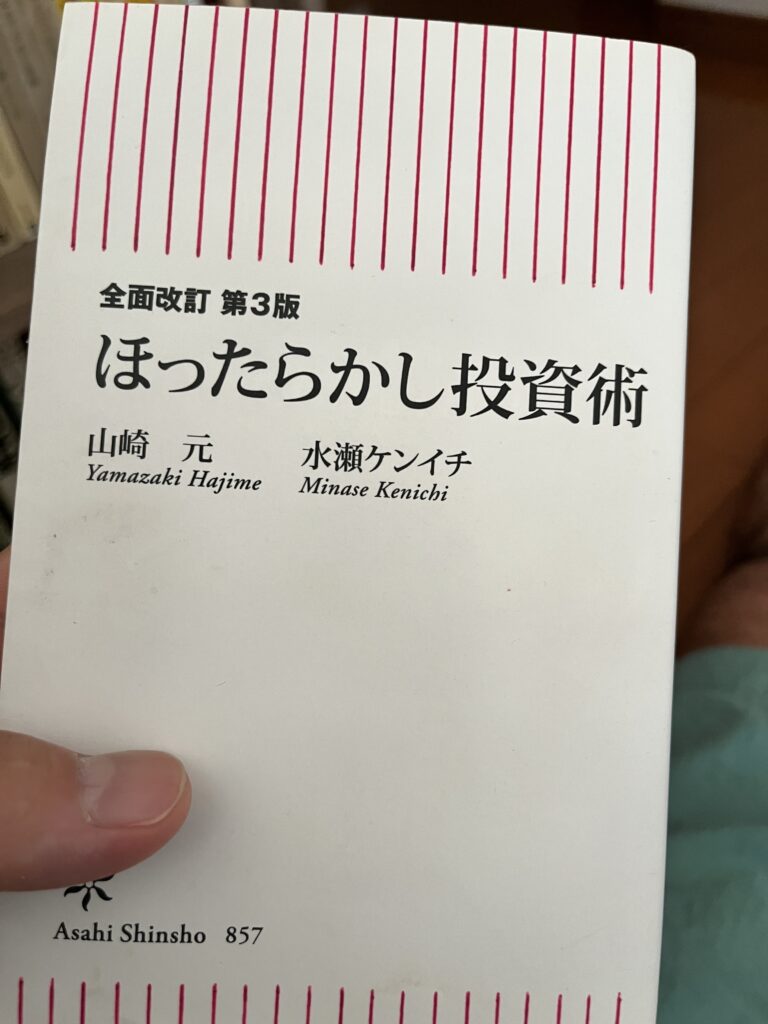 全面改訂 第3版
ほったらかし投資術
山崎 元 水瀬ケンイチ
Yamazaki Hajime Minase Kenichi
Asahi Shinsho 857